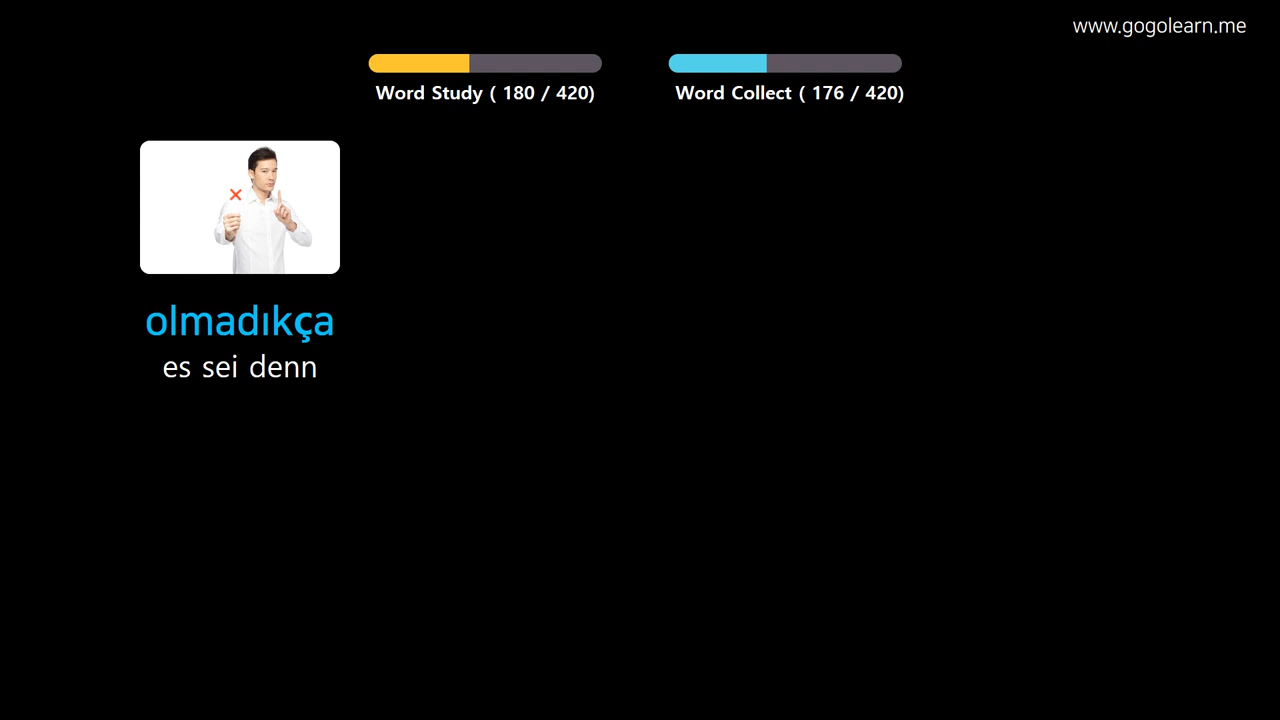 www.gogolearn.me
Word Study ( 180 / 420)
Word Collect ( 176 / 420)
olmadıkça
es sei denn